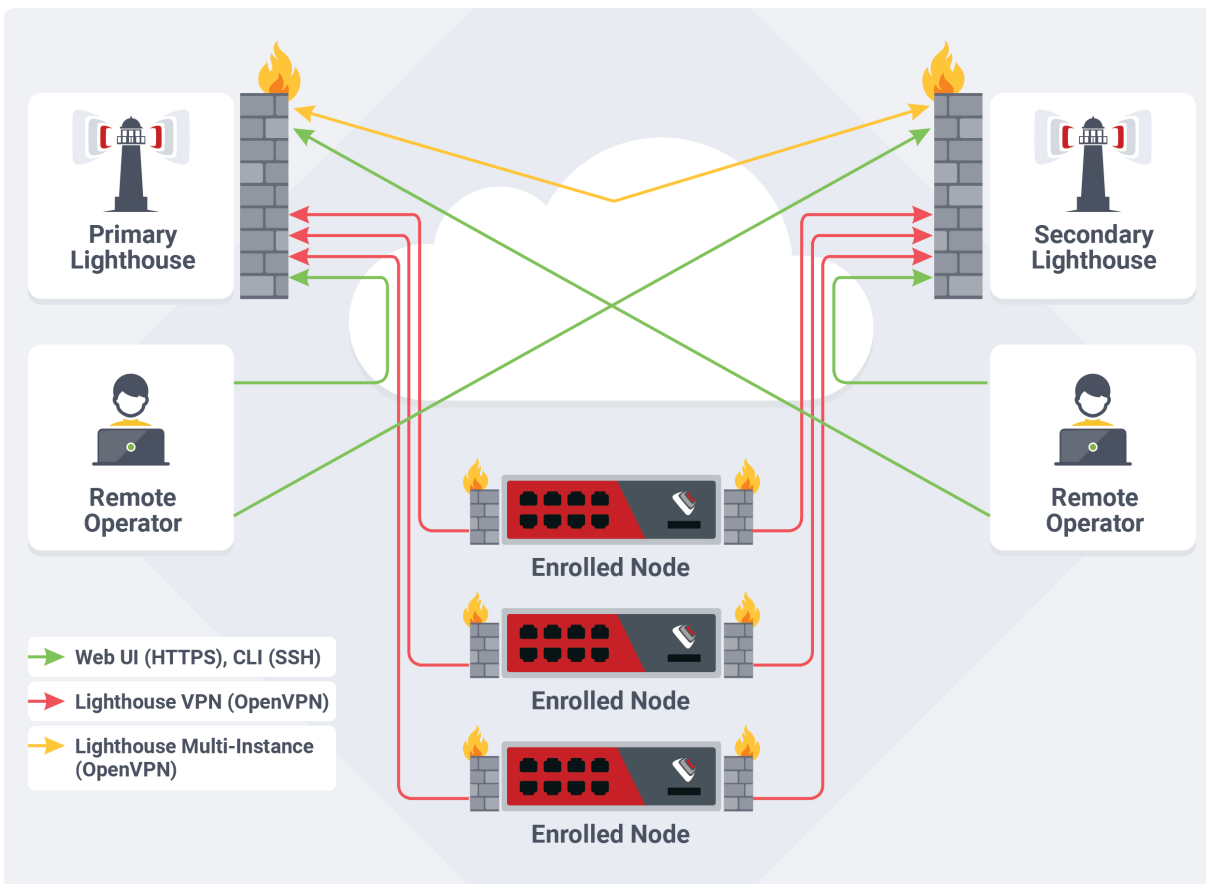 Primary
Lighthouse
Secondary
Lighthouse
Remote
Operator
Remote
Operator
Enrolled Node
Enrolled Node
Enrolled Node
Web UI (HTTPS), CLI (SSH)
Lighthouse VPN (OpenVPN)
Lighthouse Multi-Instance
(OpenVPN)